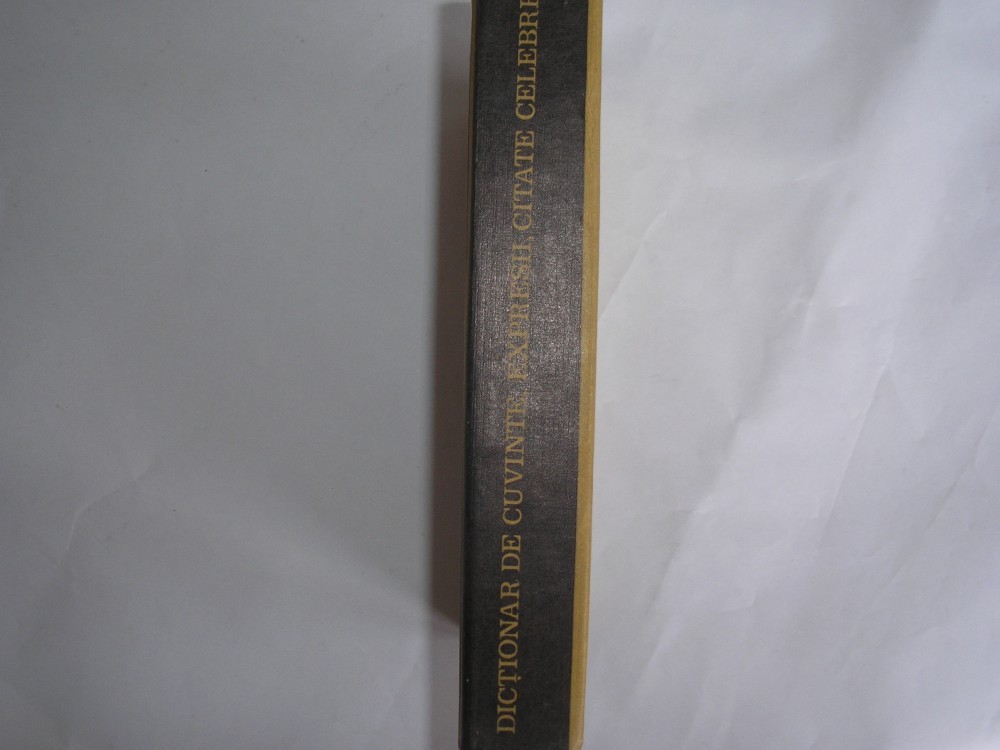 DICȚIONAR DE CUVINTE, EXPRESII, CITATE CELEBRE